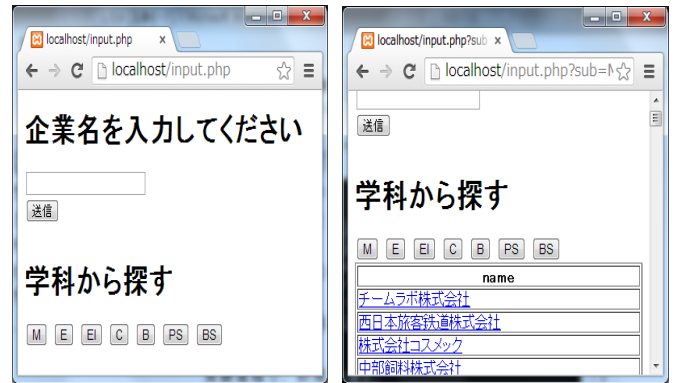 localhost/input.php
localhost/input.php
企業名を入力してください
送信
学科から探す
M E EI C B PS BS
localhost/input.php?sub
localhost/input.php?sub=M
送信
学科から探す
M E EI C B PS BS
name
チームラボ株式会社
西日本旅客鉄道株式会社
株式会社コスメック
中部飼料株式会社